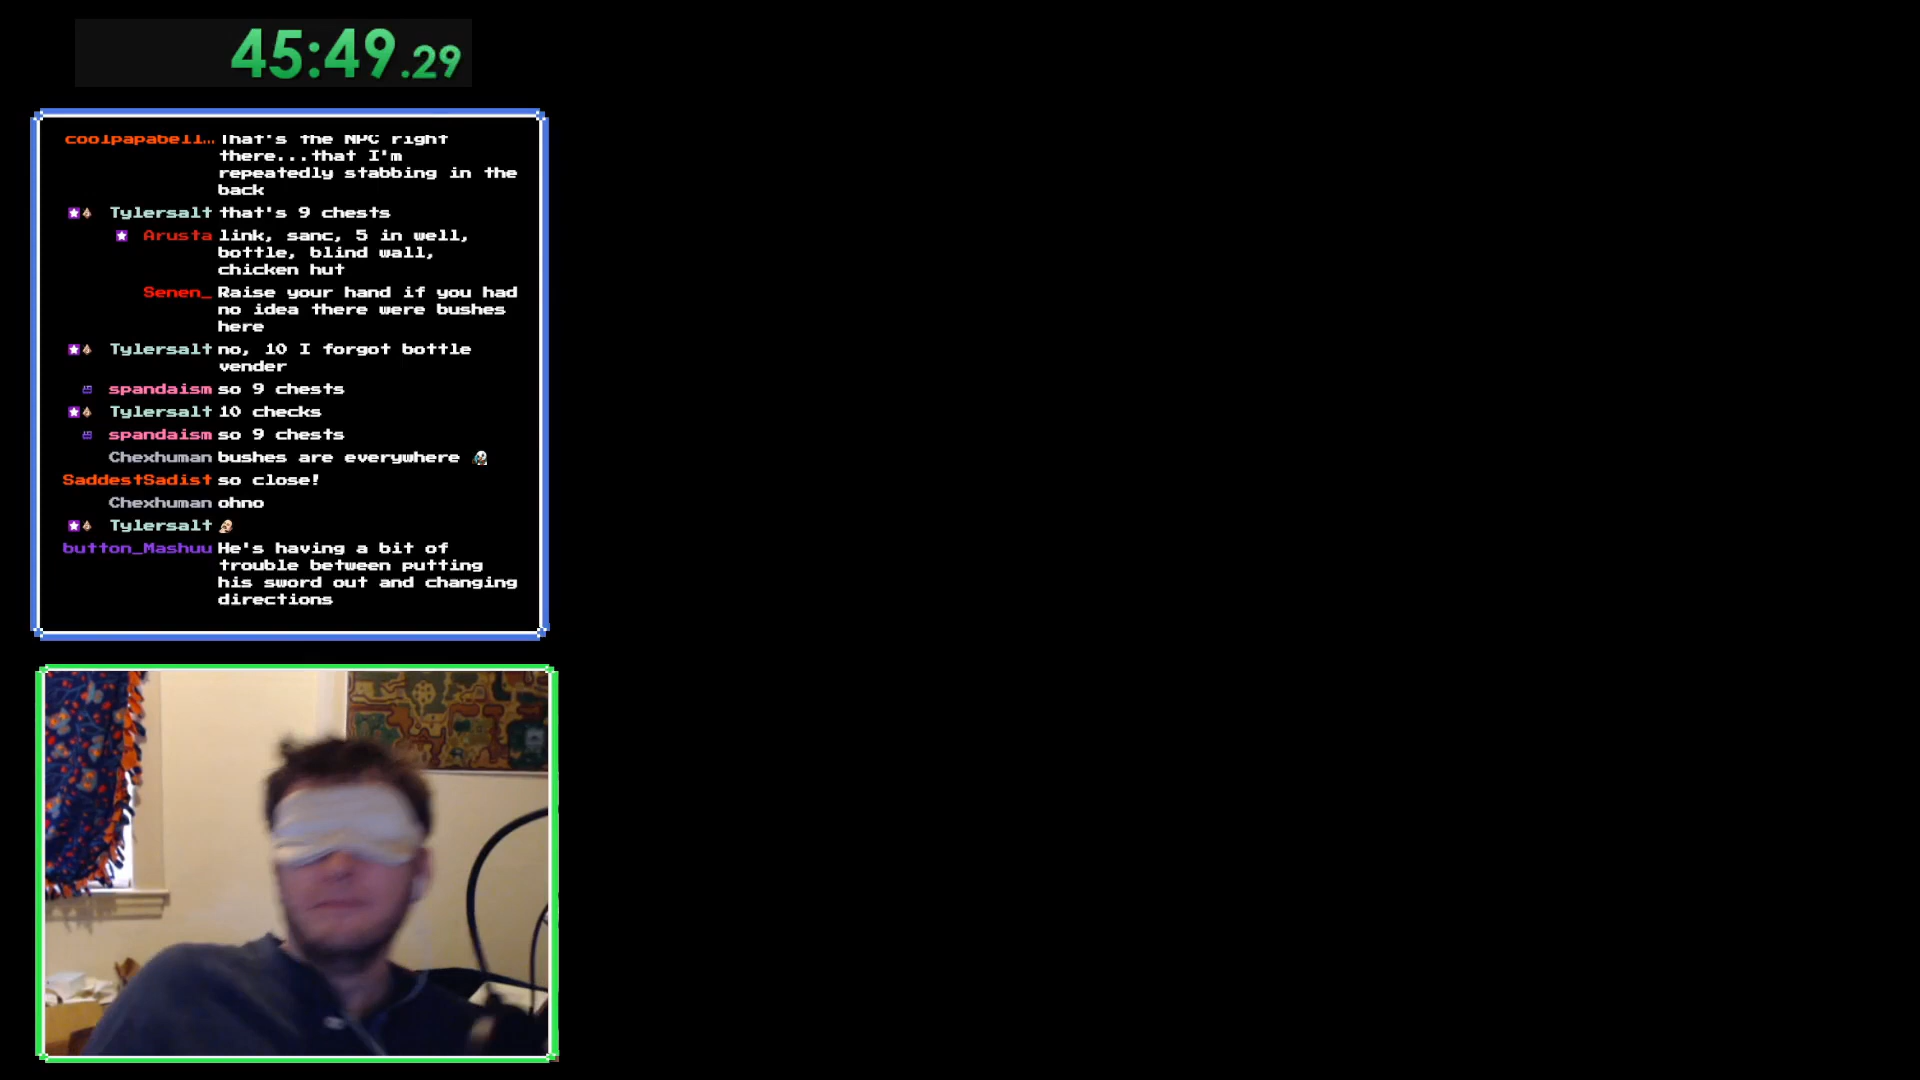 45:49.29
coolpapabell... That's the NPC right
there...that I'm
repeatedly stabbing in the
back
Tylersalt that's 9 chests
Arusta link, sanc, 5 in well,
bottle, blind wall,
chicken hut
Senen_ Raise your hand if you had
no idea there were bushes
here
Tylersalt no, 10 I forgot bottle
vender
spandaism so 9 chests
Tylersalt 10 checks
spandaism so 9 chests
Chexhuman bushes are everywhere
SaddestSadist so close!
Chexhuman ohno
Tylersalt
button_Mashuu He's having a bit of
trouble between putting
his sword out and changing
directions